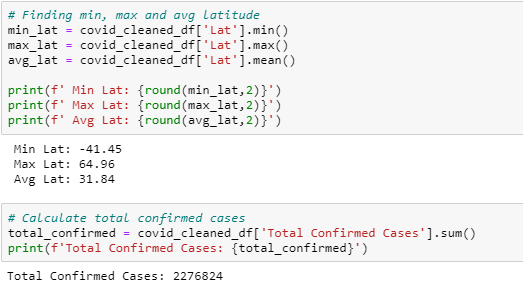 # Finding min, max and avg latitude
min_lat = covid_cleaned_df['Lat'].min()
max_lat = covid_cleaned_df['Lat'].max()
avg_lat = covid_cleaned_df['Lat'].mean()
print(f' Min Lat: {round(min_lat,2)}')
print(f' Max Lat: {round(max_lat,2)}')
print(f' Avg Lat: {round(avg_lat,2)}')
Min Lat: -41.45
Max Lat: 64.96
Avg Lat: 31.84
# Calculate total confirmed cases
total_confirmed = covid_cleaned_df['Total Confirmed Cases'].sum()
print(f'Total Confirmed Cases: {total_confirmed}')
Total Confirmed Cases: 2276824